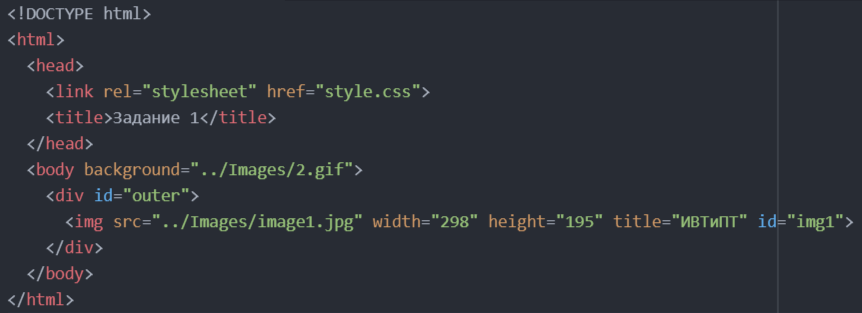 <!DOCTYPE html>
<html>
<head>
<link rel="stylesheet" href="style.css">
<title>Задание 1</title>
</head>
<body background="../Images/2.gif">
<div id="outer">
<img src="../Images/image1.jpg" width="298" height="195" title="ИВТиПТ" id="img1">
</div>
</body>
</html>